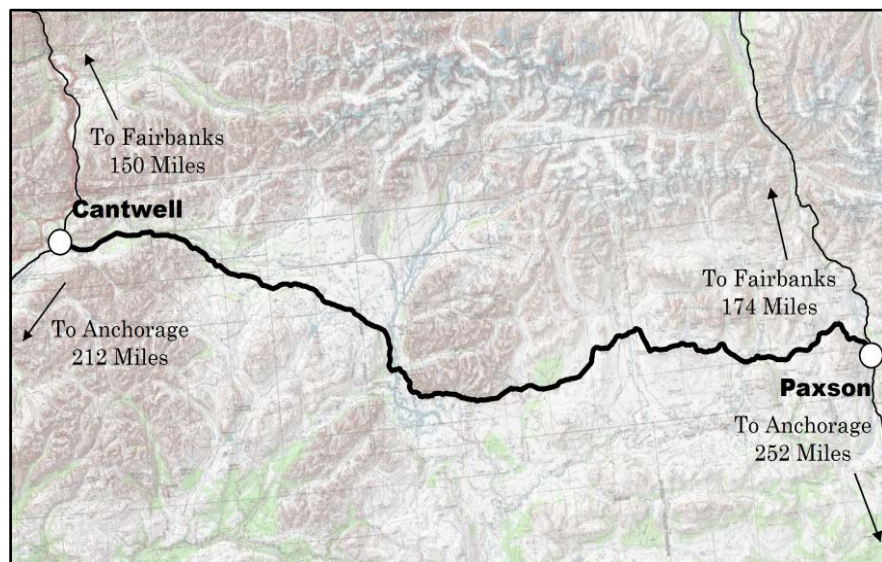 To Fairbanks
150 Miles
Cantwell
To Anchorage
212 Miles
To Fairbanks
174 Miles
Paxson
To Anchorage
252 Miles